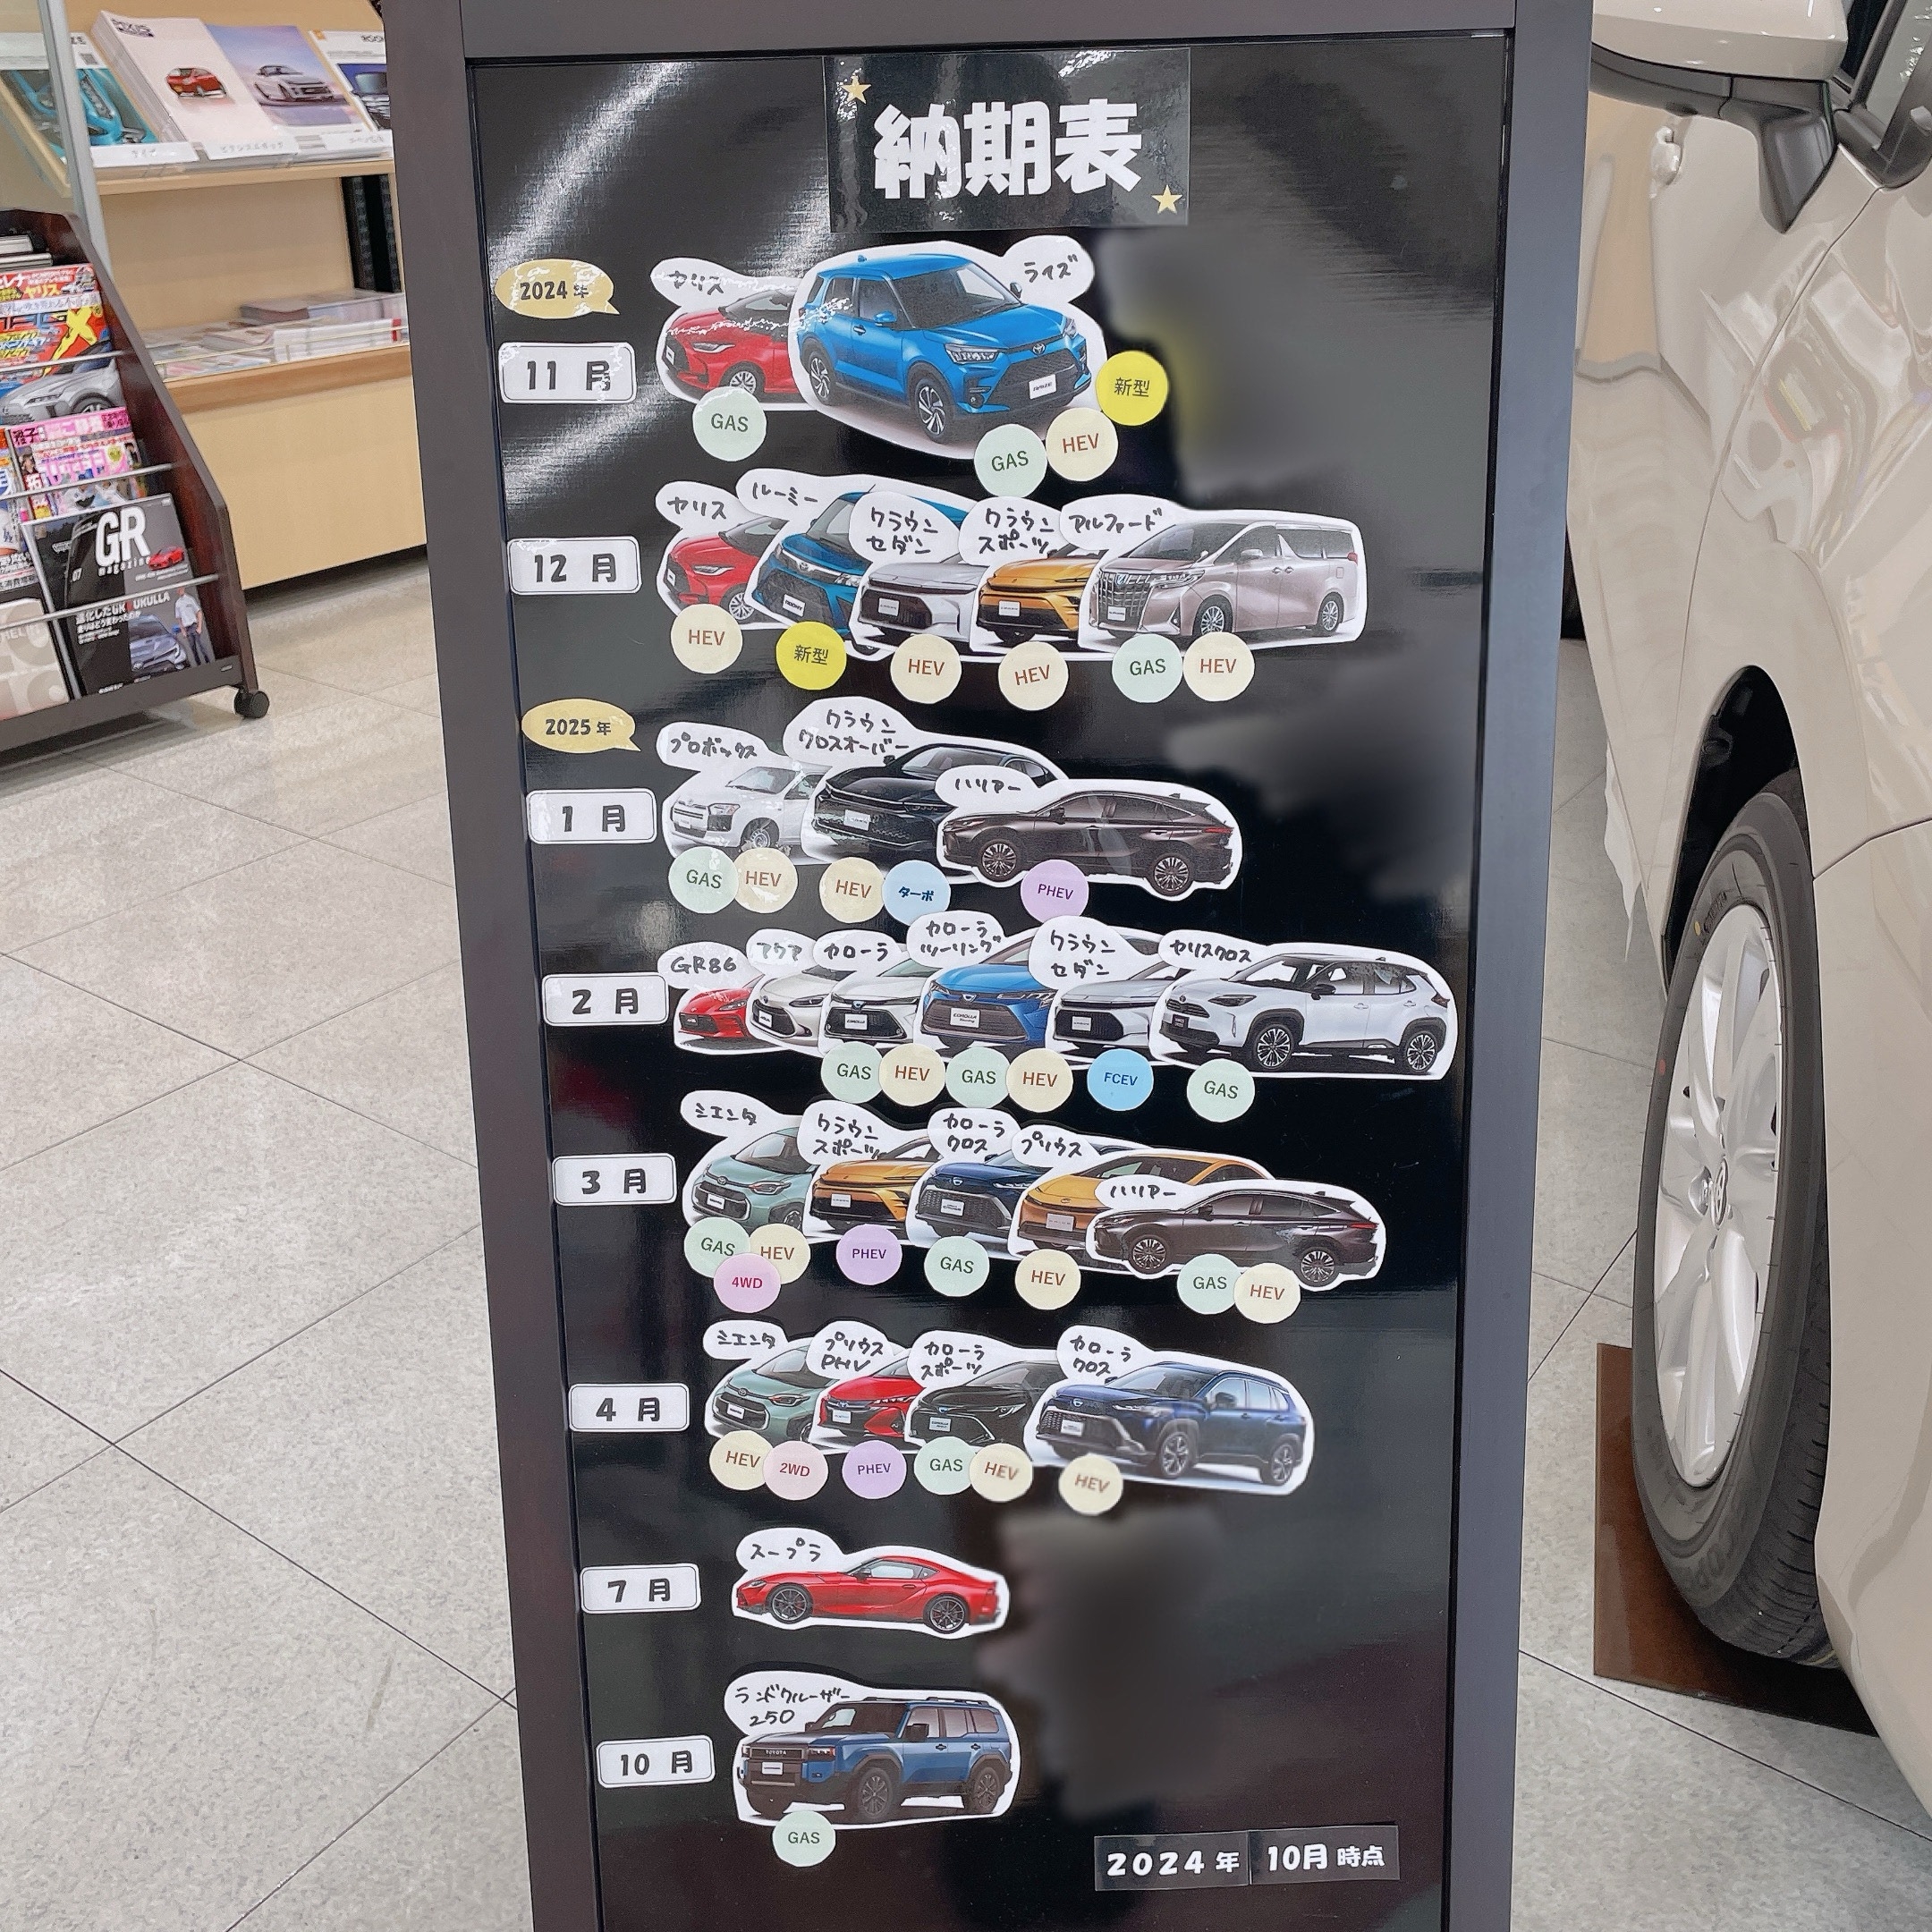 納期表
2024年
11月
ヤリス
ライズ
GAS
GAS
HEV
新型
12月
ヤリス
ルーミー
クラウン
セダン
クラウン
スポーツ
アルファード
HEV
新型
HEV
HEV
GAS
HEV
2025年
1月
プロボックス
クラウン
クロスオーバー
ハリアー
GAS
HEV
HEV
ターボ
PHEV
2月
GR86
アクア
カローラ
カローラ
ツーリング
クラウン
セダン
ヤリスクロス
GAS
HEV
GAS
HEV
FCEV
GAS
3月
シエンタ
クラウン
スポーツ
カローラ
クロス
プリウス
ハリアー
GAS
HEV
4WD
PHEV
GAS
HEV
GAS
HEV
4月
シエンタ
プリウス
PHV
カローラ
スポーツ
カローラ
クロス
HEV
2WD
PHEV
GAS
HEV
HEV
7月
スープラ
10月
ランドクルーザー
250
GAS
2024年 10月時点
GR
magazine